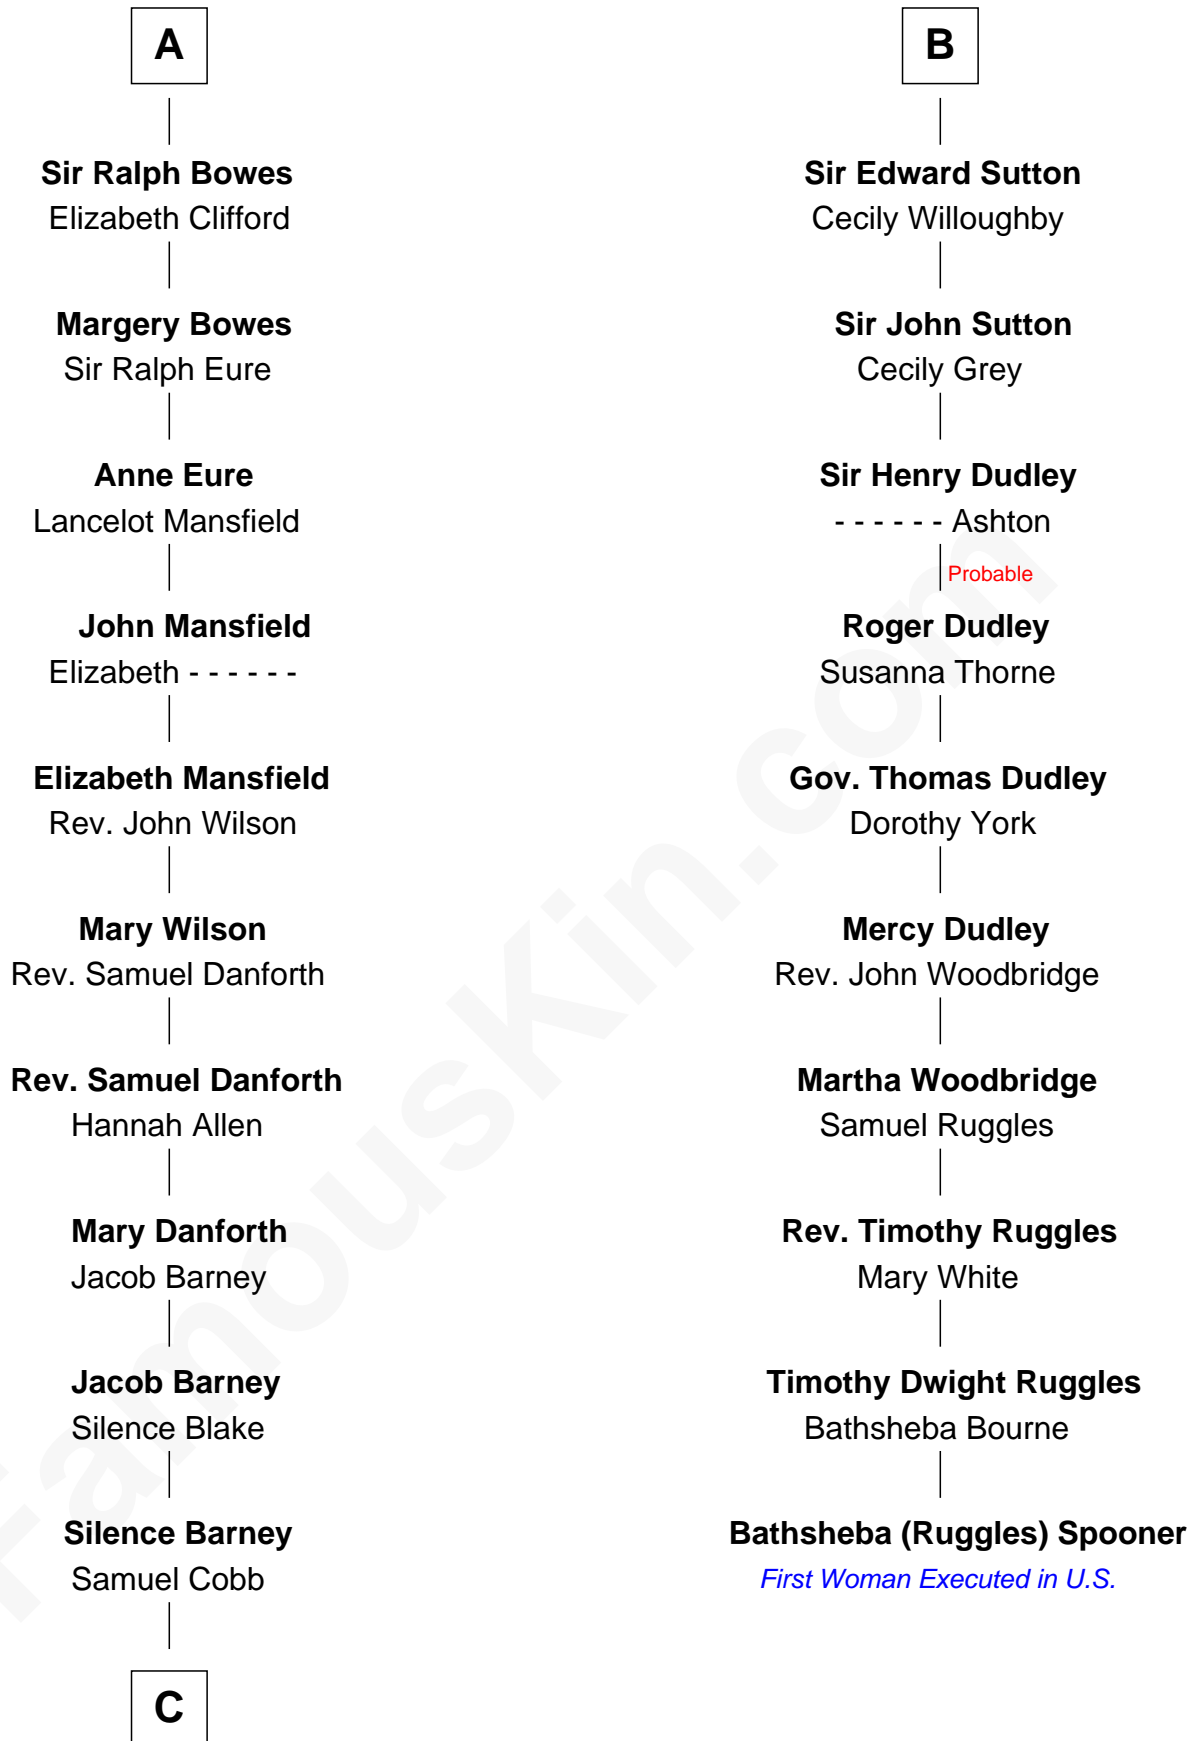 A
Sir Ralph Bowes
Elizabeth Clifford
Margery Bowes
Sir Ralph Eure
Anne Eure
Lancelot Mansfield
John Mansfield
Elizabeth - - - - - -
Elizabeth Mansfield
Rev. John Wilson
Mary Wilson
Rev. Samuel Danforth
Rev. Samuel Danforth
Hannah Allen
Mary Danforth
Jacob Barney
Jacob Barney
Silence Blake
Silence Barney
Samuel Cobb
C
B
Sir Edward Sutton
Cecily Willoughby
Sir John Sutton
Cecily Grey
Sir Henry Dudley
- - - - - - Ashton
Probable
Roger Dudley
Susanna Thorne
Gov. Thomas Dudley
Dorothy York
Mercy Dudley
Rev. John Woodbridge
Martha Woodbridge
Samuel Ruggles
Rev. Timothy Ruggles
Mary White
Timothy Dwight Ruggles
Bathsheba Bourne
Bathsheba (Ruggles) Spooner
First Woman Executed in U.S.
FamousKin.com